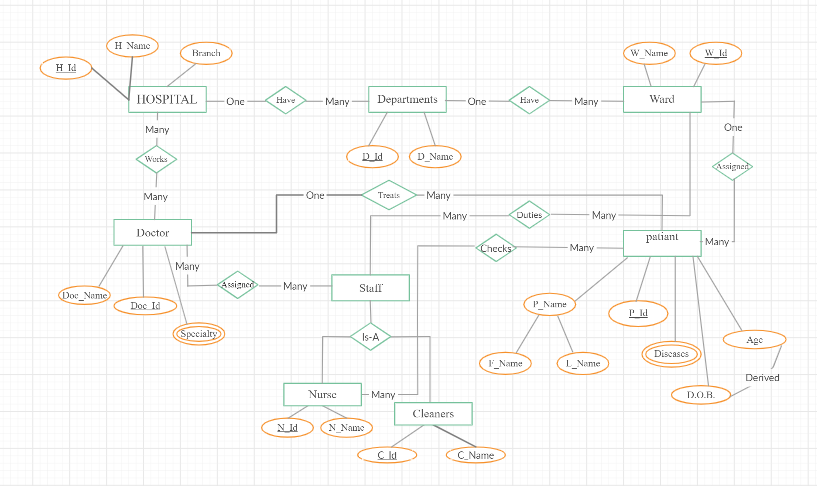 H_Name
Branch
H_Id
HOSPITAL
One
Have
Many
Departments
One
Have
Many
Ward
W_Name
W_Id
Many
Works
Many
D_Id
D_Name
One
Assigned
One
Treats
Many
Many
Duties
Many
Doctor
Checks
Many
patiant
Many
Many
Assigned
Many
Staff
Doc_Name
Doc_Id
Specialty
P_Name
P_Id
Is-A
F_Name
L_Name
Diseases
Age
Derived
D.O.B.
Nurse
Many
Cleaners
N_Id
N_Name
C_Id
C_Name